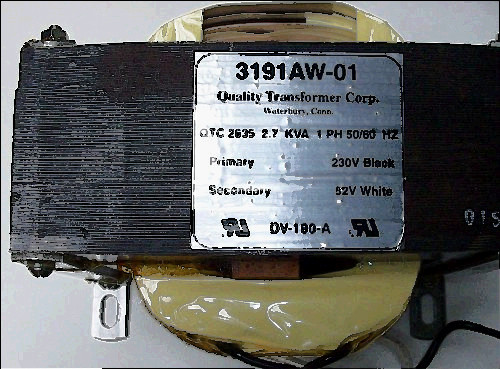 3191AW-01
Quality Transformer Corp.
Waterbury, Conn.
QTC 2635 2.7 KVA 1 PH 50/60 HZ
Primary 230V Black
Secondary 52V White
DV-180-A